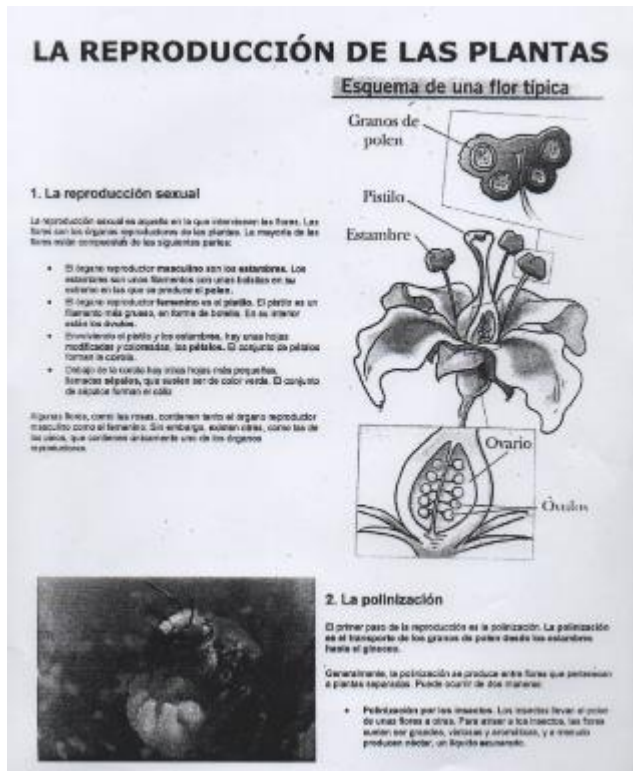 LA REPRODUCCIÓN DE LAS PLANTAS
Esquema de una flor típica
Granos de
polen
Pistilo
Estambre
Ovario
Óvulos
1. La reproducción sexual
La reproducción sexual es aquella en la que intervienen las flores. Las
flores son los órganos reproductores de las plantas. La mayoría de las
flores están compuestas de las siguientes partes:
• El órgano reproductor masculino son los estambres. Los
estambres son unos filamentos con unas bolsitas en su
extremo en las que se produce el polen.
• El órgano reproductor femenino es el pistilo. El pistilo es un
filamento más grueso, en forma de botella. En su interior
están los óvulos.
• Envolviendo el pistilo y los estambres, hay unas hojas
modificadas y coloreadas, los pétalos. El conjunto de pétalos
forman la corola.
• Debajo de la corola hay otras hojas más pequeñas,
llamadas sépalos, que suelen ser de color verde. El conjunto
de sépalos forman el cáliz
Algunas flores, como las rosas, contienen tanto el órgano reproductor
masculino como el femenino. Sin embargo, existen otras, como las de
los, que contienen únicamente uno de los órganos
reproductores.
2. La polinización
El primer paso de la reproducción es la polinización. La polinización
es el transporte de los granos de polen desde los estambres
hasta el gineceo.
Generalmente, la polinización se produce entre flores que pertenecen
a plantas separadas. Puede ocurrir de dos maneras:
• Polinización por los insectos. Los insectos llevan el polen
de unas flores a otras. Para atraer a los insectos, las flores
suelen ser grandes, vistosas y aromáticas, y a menudo
producen néctar, un líquido azucarado.